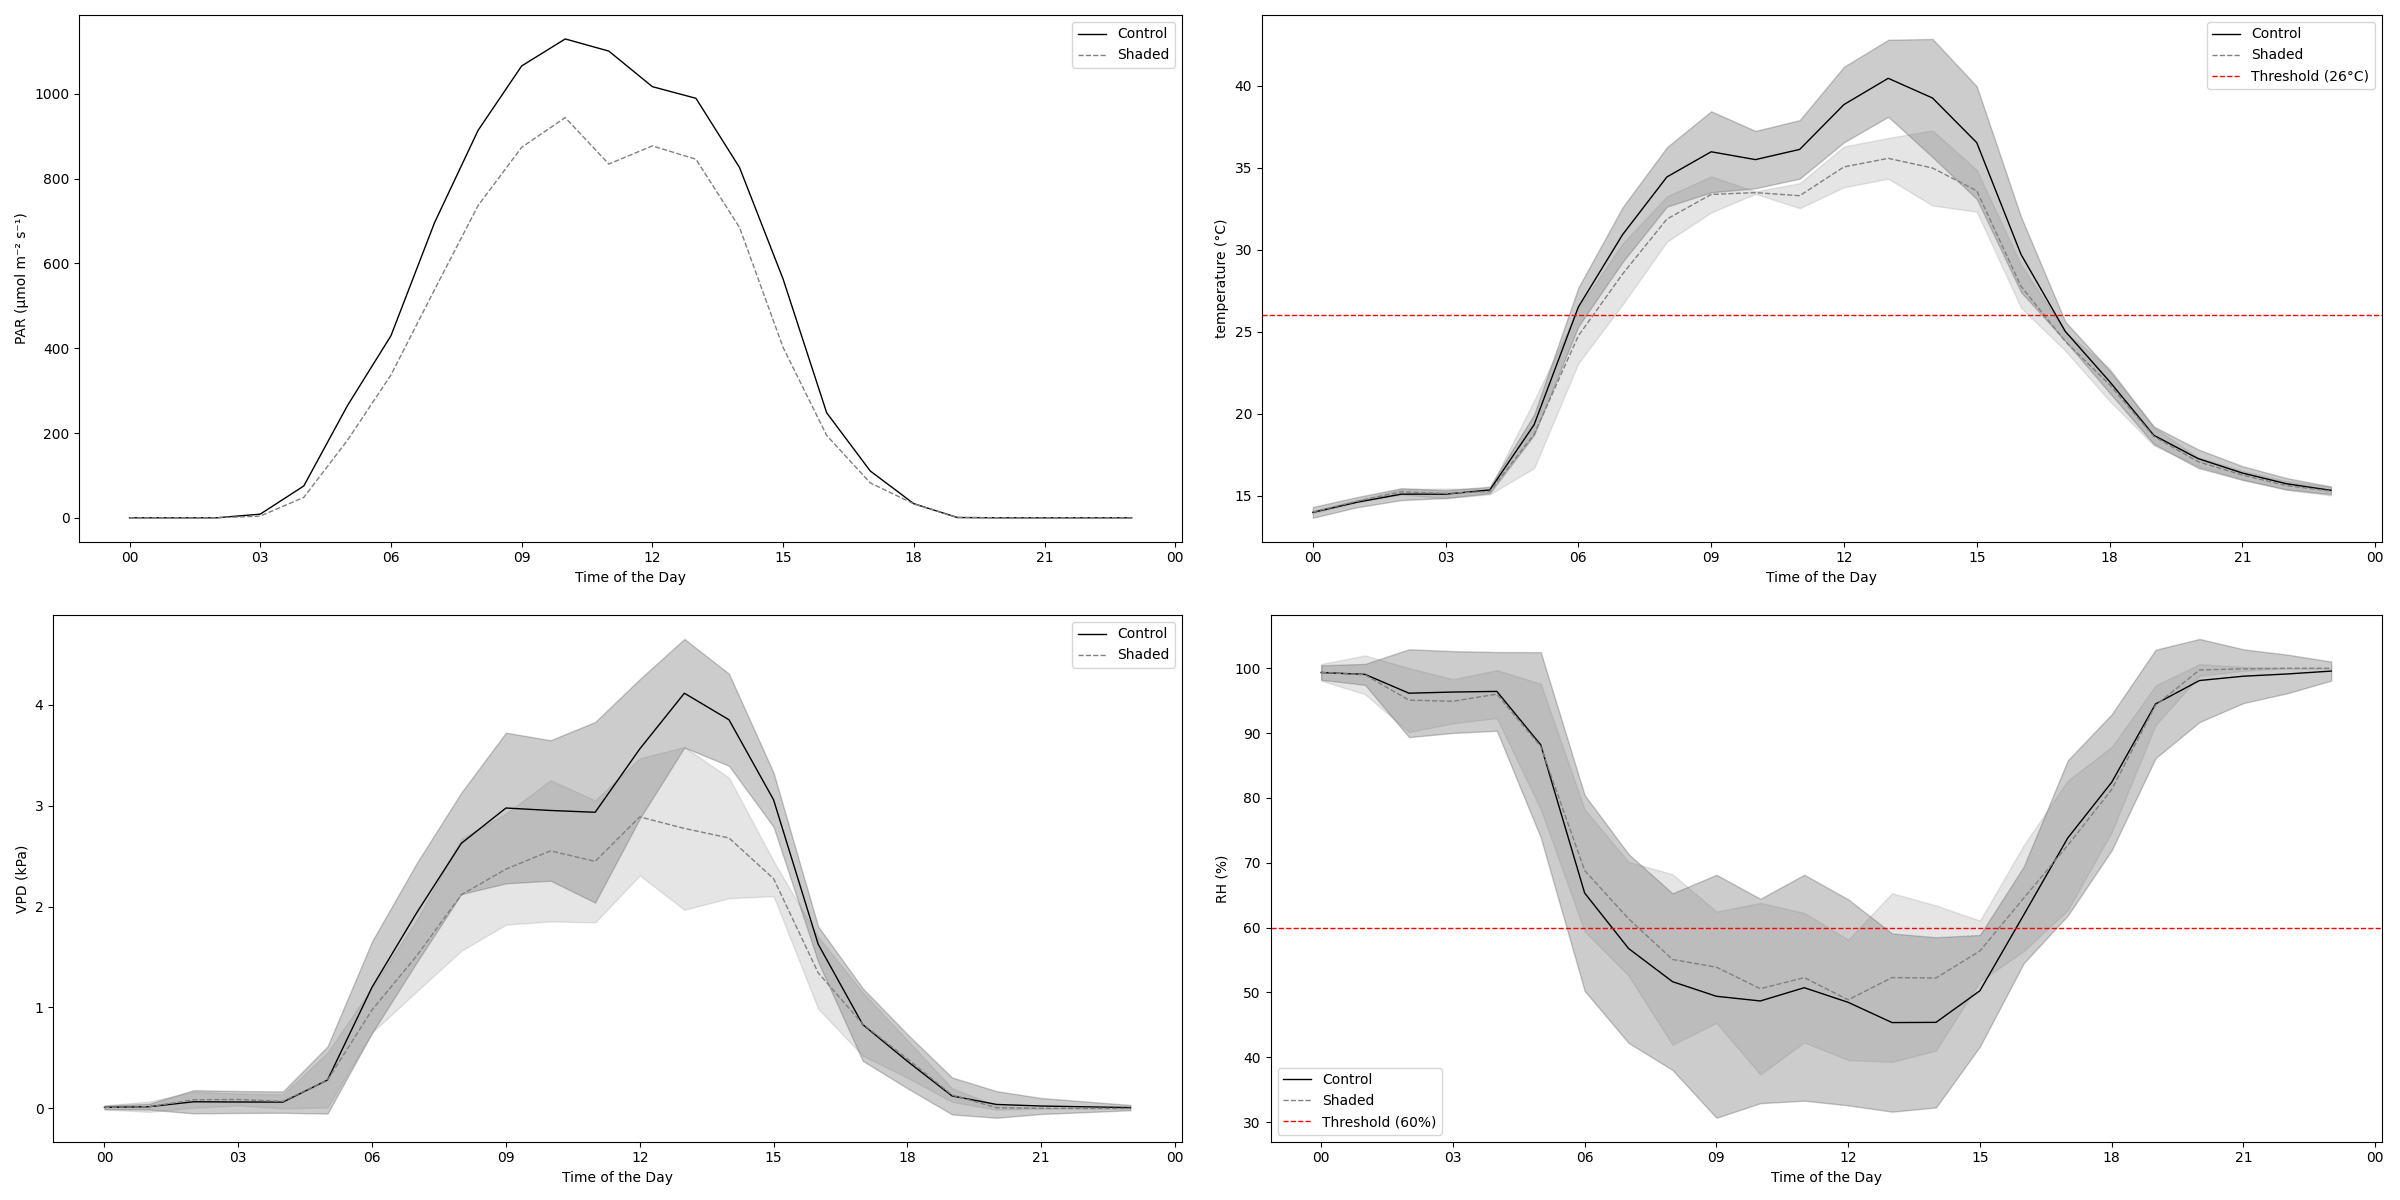 Control
Shaded
PAR (μmol m⁻² s⁻¹)
1000
800
600
400
200
0
00 03 06 09 12 15 18 21 00
Time of the Day
Control
Shaded
Threshold (26°C)
temperature (°C)
40
35
30
25
20
15
00 03 06 09 12 15 18 21 00
Time of the Day
Control
Shaded
VPD (kPa)
4
3
2
1
0
00 03 06 09 12 15 18 21 00
Time of the Day
RH (%)
100
90
80
70
60
50
40
30
Control
Shaded
Threshold (60%)
00 03 06 09 12 15 18 21 00
Time of the Day